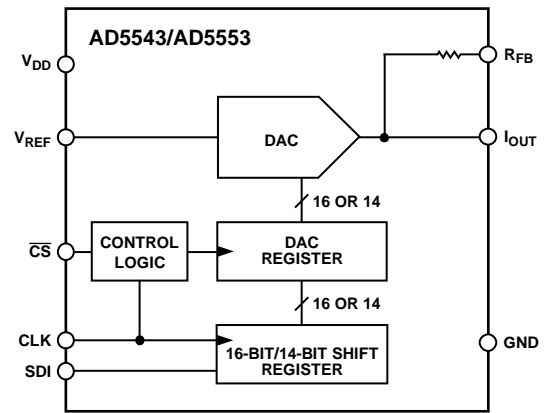 AD5543/AD5553
VDD
RFB
VREF
DAC
IOUT
16 OR 14
CS
CONTROL
LOGIC
DAC
REGISTER
16 OR 14
CLK
SDI
16-BIT/14-BIT SHIFT
REGISTER
GND